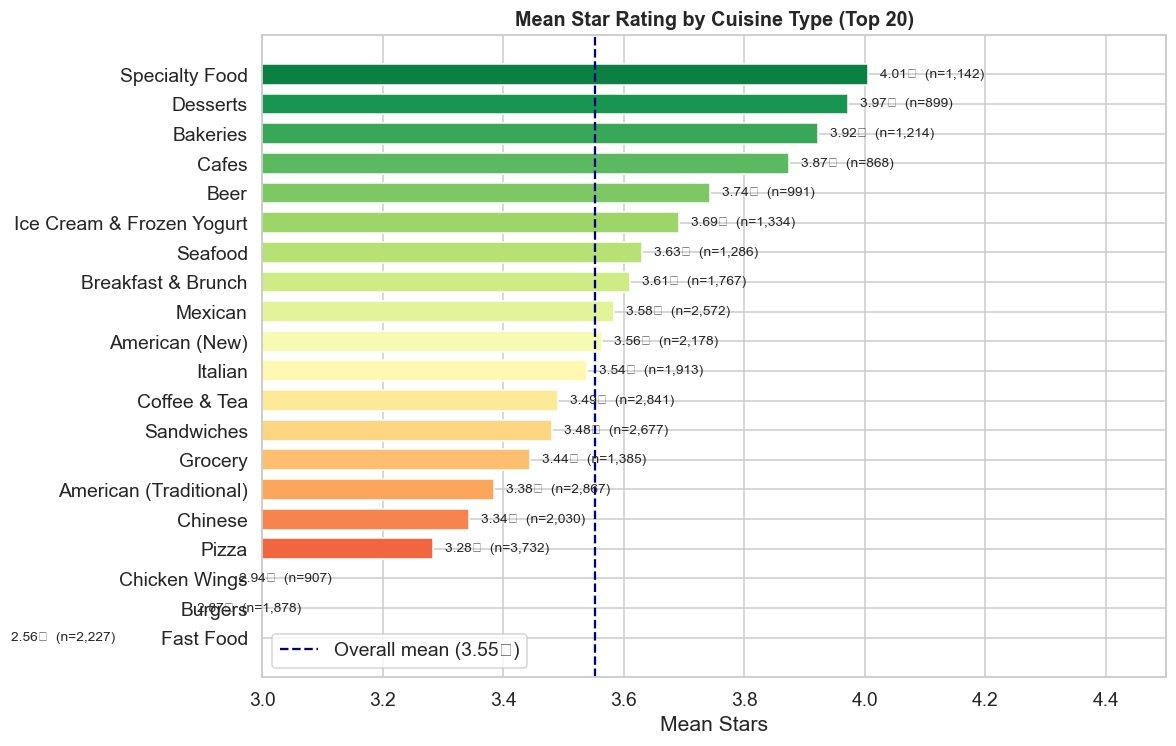 Mean Star Rating by Cuisine Type (Top 20)
Specialty Food 4.01▯ (n=1,142)
Desserts 3.97▯ (n=899)
Bakeries 3.92▯ (n=1,214)
Cafes 3.87▯ (n=868)
Beer 3.74▯ (n=991)
Ice Cream & Frozen Yogurt 3.69▯ (n=1,334)
Seafood 3.63▯ (n=1,286)
Breakfast & Brunch 3.61▯ (n=1,767)
Mexican 3.58▯ (n=2,572)
American (New) 3.56▯ (n=2,178)
Italian 3.54▯ (n=1,913)
Coffee & Tea 3.49▯ (n=2,841)
Sandwiches 3.48▯ (n=2,677)
Grocery 3.44▯ (n=1,385)
American (Traditional) 3.38▯ (n=2,867)
Chinese 3.34▯ (n=2,030)
Pizza 3.28▯ (n=3,732)
Chicken Wings 2.94▯ (n=907)
Burgers (n=1,878)
2.56▯ (n=2,227) Fast Food
Overall mean (3.55▯)
3.0 3.2 3.4 3.6 3.8 4.0 4.2 4.4
Mean Stars